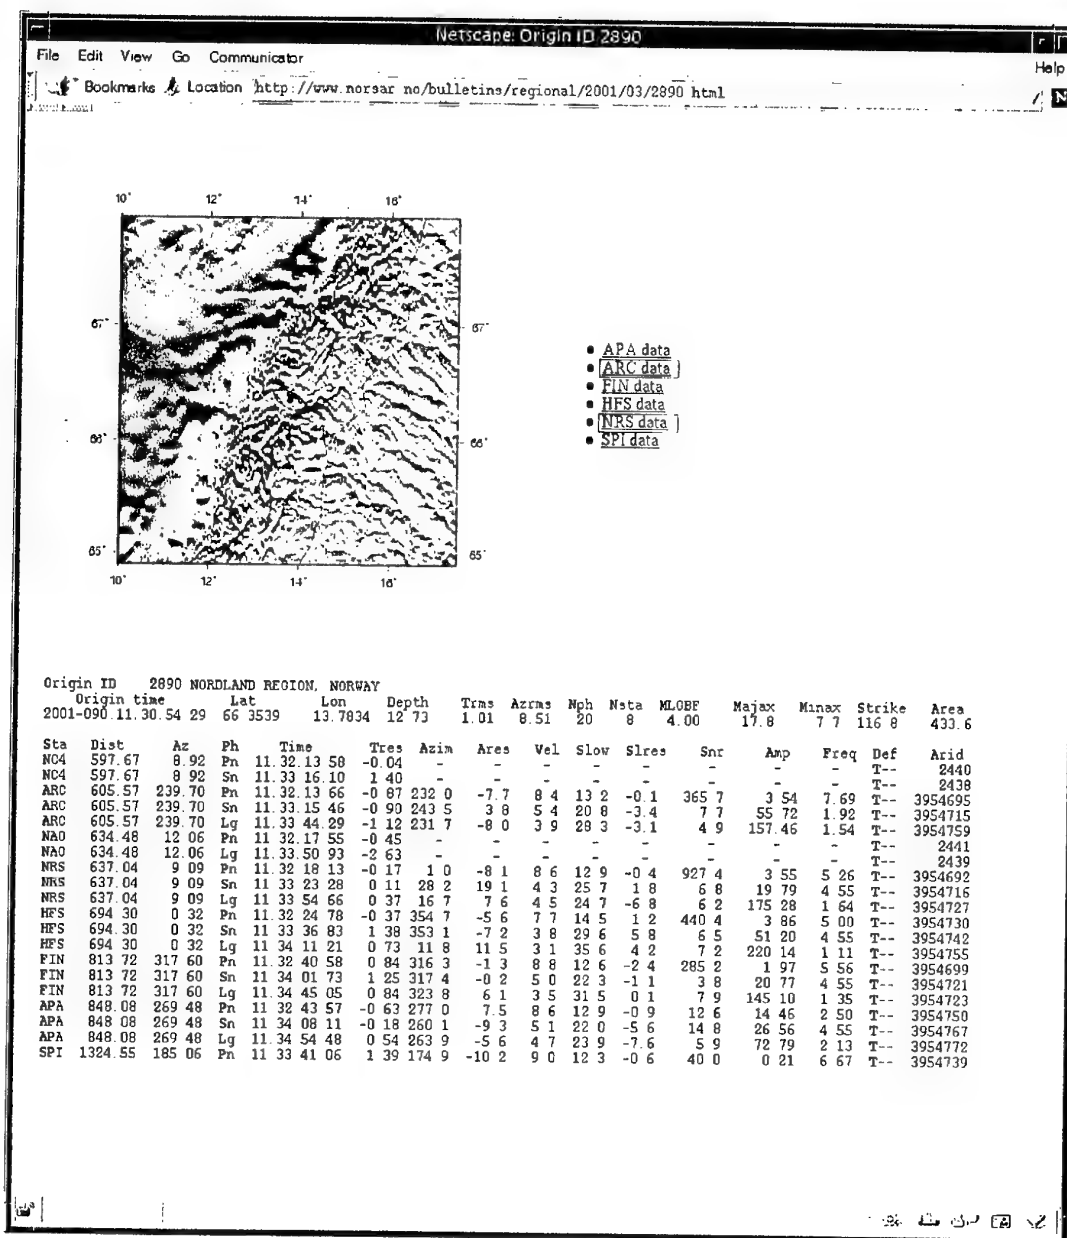 Netscape: Origin ID 2890
File Edit View Go Communicator Help
Bookmarks Location http://www.norsar no/bulletins/regional/2001/03/2890 html N
10° 12° 14° 16°
67° 67°
66° 66°
65° 65°
10° 12° 14° 16°
APA data
ARC data
FIN data
HFS data
NRS data
SPI data
Origin ID 2890 NORDLAND REGION, NORWAY
Origin time Lat Lon Depth Trms Azrms Nph Nsta MLOBF Majax Minax Strike Area
2001-090.11.30.54 29 66 3539 13.7834 12 73 1.01 8.51 20 8 4.00 17.8 7 7 116 8 433.6
Sta Dist Az Ph Time Tres Azim Ares Vel Slow Slres Snr Amp Freq Def Arid
NC4 597.67 8.92 Pn 11.32.13 58 -0.04 - - - - - - - - T-- 2440
NC4 597.67 8 92 Sn 11.33 16.10 1 40 - - - - - - - - T-- 2438
ARC 605.57 239.70 Pn 11.32.13 66 -0 87 232 0 -7.7 8 4 13 2 -0.1 365 7 3 54 7.69 T-- 3954695
ARC 605.57 239.70 Sn 11.33.15 46 -0 90 243 5 3 8 5 4 20 8 -3.4 7 7 55 72 1.92 T-- 3954715
ARC 605.57 239.70 Lg 11.33 44.29 -1 12 231 7 -8 0 3 9 28 3 -3.1 4 9 157.46 1.54 T-- 3954759
NAO 634.48 12 06 Pn 11 32.17 55 -0 45 - - - - - - - - T-- 2441
NAO 634.48 12.06 Lg 11.33.50 93 -2 63 - - - - - - - - T-- 2439
NRS 637.04 9 09 Pn 11.32 18 13 -0 17 1 0 -8 1 8 6 12 9 -0 4 927 4 3 55 5 26 T-- 3954692
NRS 637.04 9 09 Sn 11 33 23 28 0 11 28 2 19 1 4 3 25 7 1 8 6 8 19 79 4 55 T-- 3954716
NRS 637.04 9 09 Lg 11 33 54 66 0 37 16 7 7 6 4 5 24 7 -6 8 6 2 175 28 1 64 T-- 3954727
HFS 694 30 0 32 Pn 11.32 24 78 -0 37 354 7 -5 6 7 7 14 5 1 2 440 4 3 86 5 00 T-- 3954730
HFS 694.30 0 32 Sn 11 33 36 83 1 38 353 1 -7 2 3 8 29 6 5 8 6 5 51 20 4 55 T-- 3954742
HFS 694 30 0 32 Lg 11 34 11 21 0 73 11 8 11 5 3 1 35 6 4 2 7 2 220 14 1 11 T-- 3954755
FIN 813 72 317 60 Pn 11 32 40 58 0 84 316 3 -1 3 8 8 12 6 -2 4 285 2 1 97 5 56 T-- 3954699
FIN 813 72 317 60 Sn 11 34 01 73 1 25 317 4 -0 2 5 0 22 3 -1 1 3 8 20 77 4 55 T-- 3954721
FIN 813 72 317 60 Lg 11.34 45 05 0 84 323 8 6 1 3 5 31 5 0 1 7 9 145 10 1 35 T-- 3954723
APA 848.08 269 48 Pn 11 32 43 57 -0 63 277 0 7.5 8 6 12 9 -0 9 12 6 14 46 2 50 T-- 3954750
APA 848 08 269 48 Sn 11 34 08 11 -0 18 260 1 -9 3 5 1 22 0 -5 6 14 8 26 56 4 55 T-- 3954767
APA 848.08 269 48 Lg 11 34 54 48 0 54 263 9 -5 6 4 7 23 9 -7.6 5 9 72 79 2 13 T-- 3954772
SPI 1324.55 185 06 Pn 11 33 41 06 1 39 174 9 -10 2 9 0 12 3 -0 6 40 0 0 21 6 67 T-- 3954739